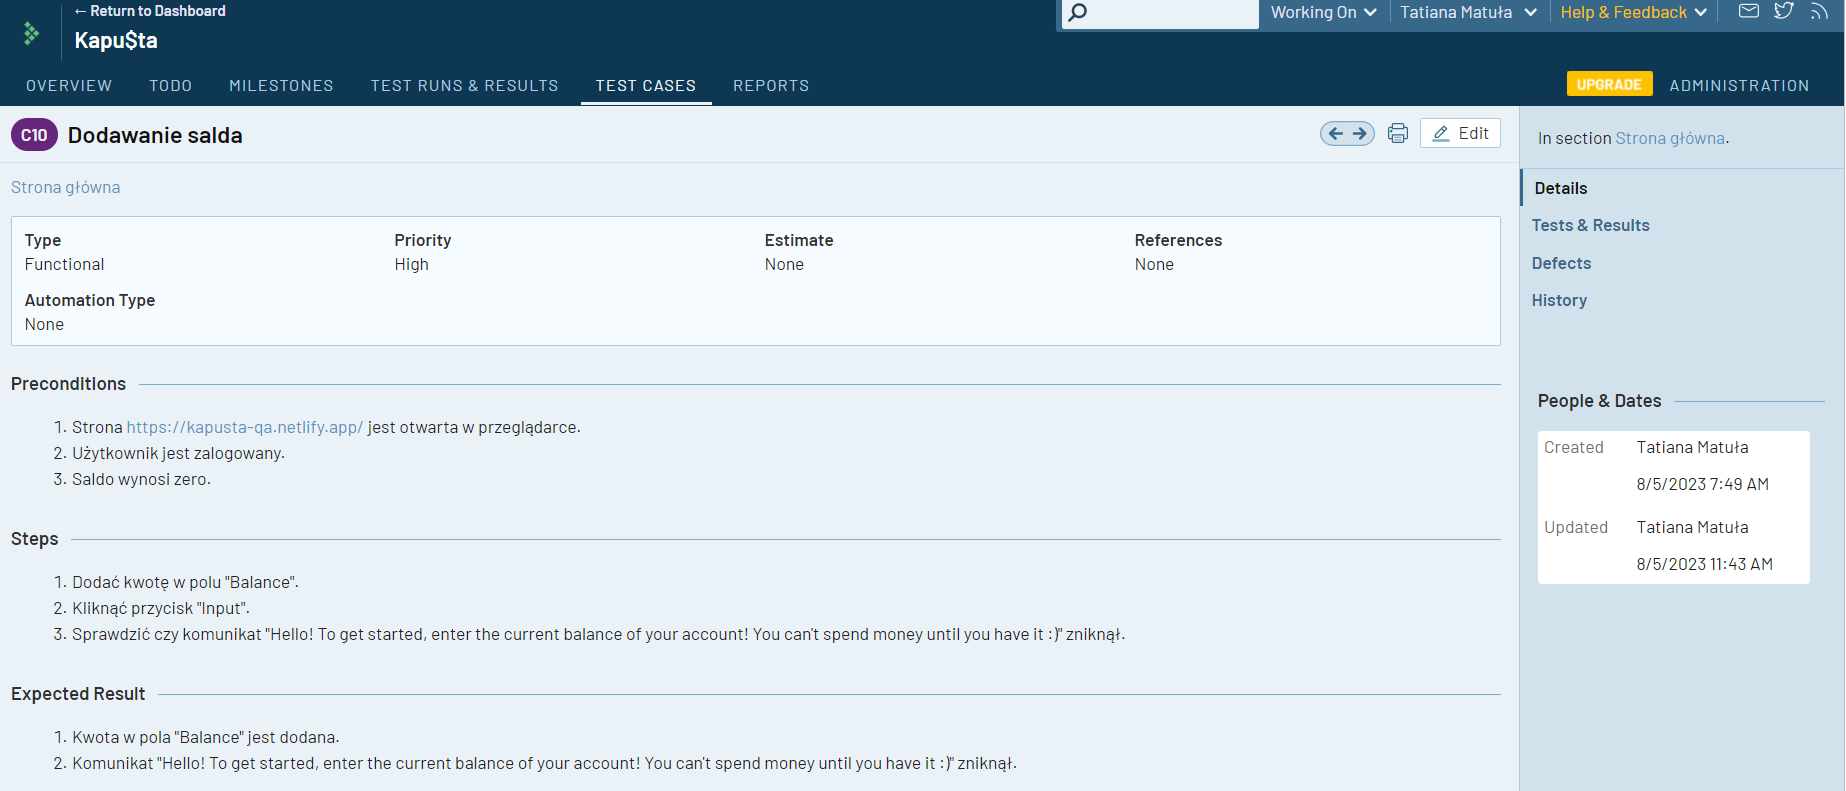 ← Return to Dashboard
Kapu$ta
Working On
Tatiana Matuła
Help & Feedback
OVERVIEW
TODO
MILESTONES
TEST RUNS & RESULTS
TEST CASES
REPORTS
UPGRADE
ADMINISTRATION
C10 Dodawanie salda
Edit
In section Strona główna.
Strona główna
Details
Tests & Results
Defects
History
Type
Functional
Priority
High
Estimate
None
References
None
Automation Type
None
Preconditions
1. Strona https://kapusta-qa.netlify.app/ jest otwarta w przeglądarce.
2. Użytkownik jest zalogowany.
3. Saldo wynosi zero.
People & Dates
Created Tatiana Matuła
8/5/2023 7:49 AM
Updated Tatiana Matuła
8/5/2023 11:43 AM
Steps
1. Dodać kwotę w polu "Balance".
2. Kliknąć przycisk "Input".
3. Sprawdzić czy komunikat "Hello! To get started, enter the current balance of your account! You can't spend money until you have it :)" zniknął.
Expected Result
1. Kwota w pola "Balance" jest dodana.
2. Komunikat "Hello! To get started, enter the current balance of your account! You can't spend money until you have it :)" zniknął.